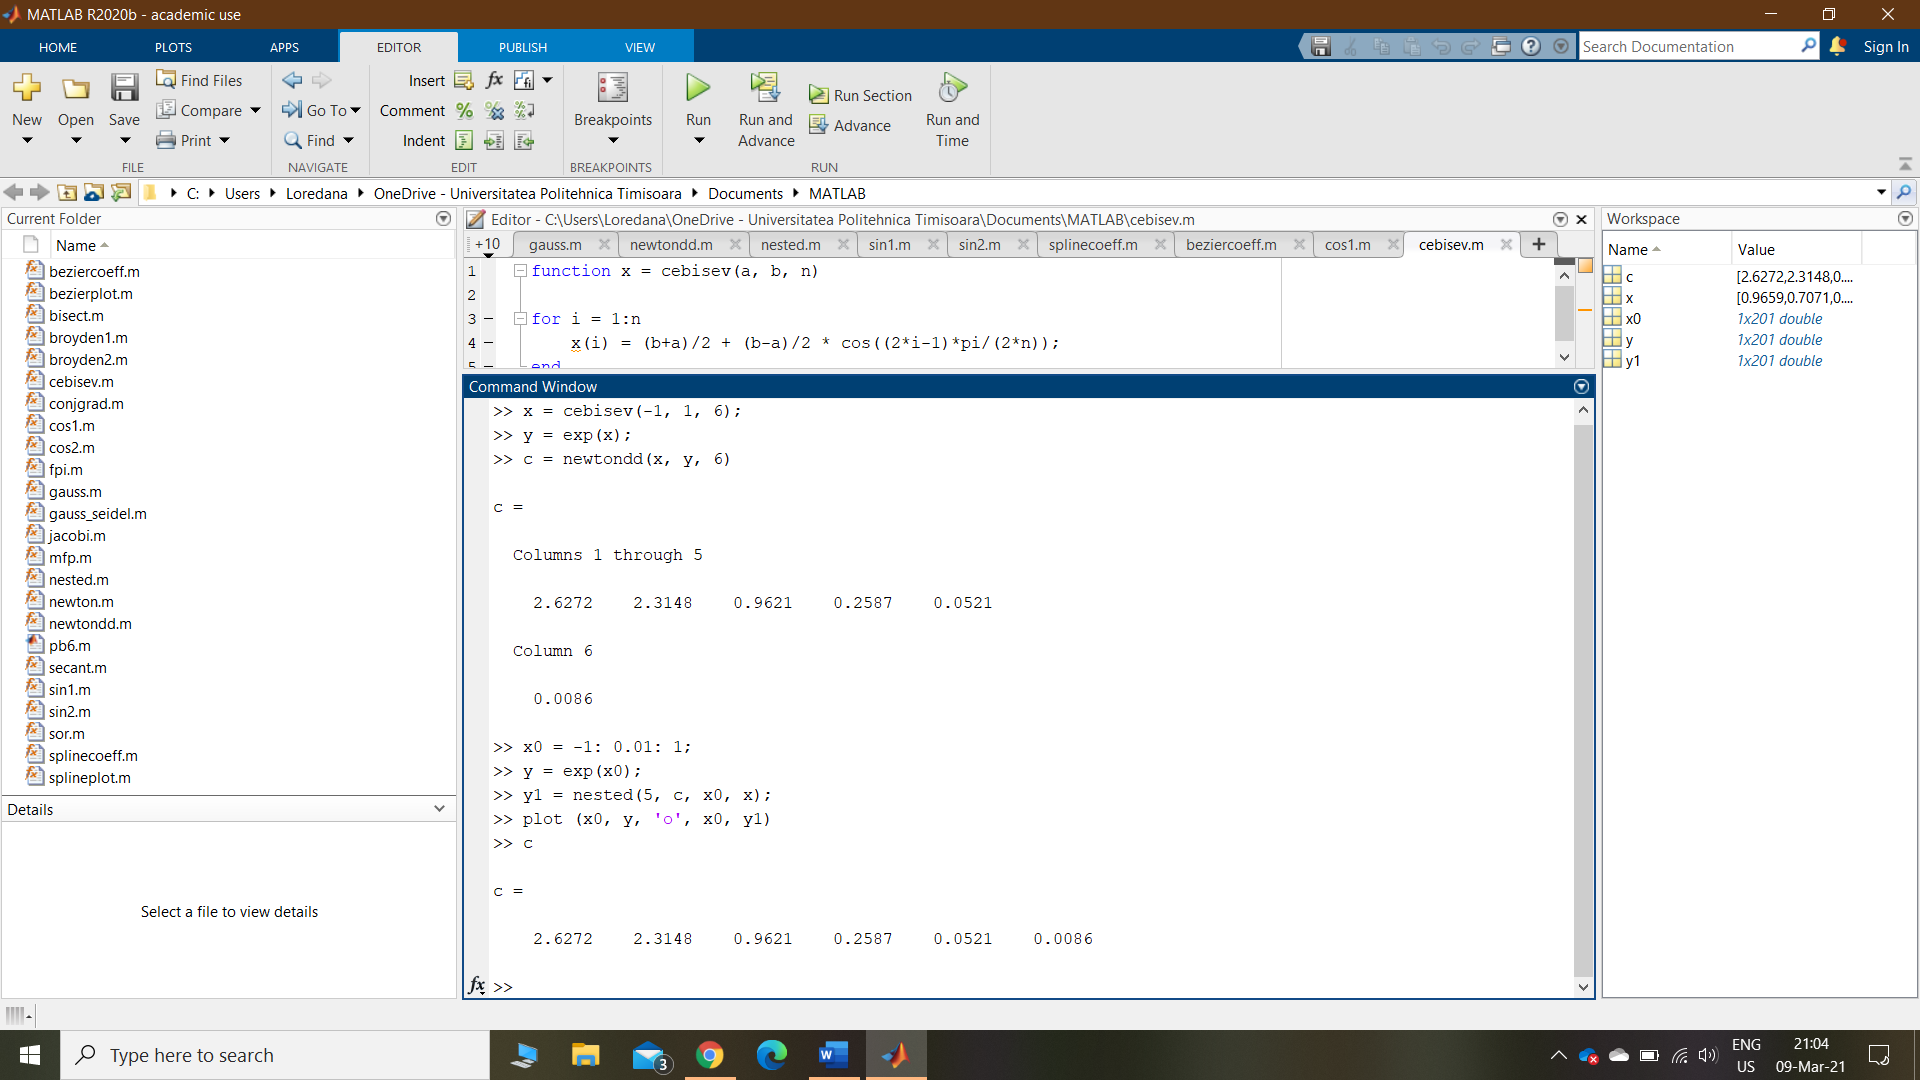 MATLAB R2020b - academic use
HOME PLOTS APPS EDITOR PUBLISH VIEW
Search Documentation
Sign In
New Open Save
Find Files
Compare
Print
FILE
Go To
Find
NAVIGATE
Insert
Comment
Indent
EDIT
Breakpoints
BREAKPOINTS
Run
Run and Advance
Run Section
Advance
Run and Time
RUN
C: Users Loredana OneDrive - Universitatea Politehnica Timisoara Documents MATLAB
Current Folder
Name
beziercoeff.m
bezierplot.m
bisect.m
broyden1.m
broyden2.m
cebisev.m
conjgrad.m
cos1.m
cos2.m
fpi.m
gauss.m
gauss_seidel.m
jacobi.m
mfp.m
nested.m
newton.m
newtondd.m
pb6.m
secant.m
sin1.m
sin2.m
sor.m
splinecoeff.m
splineplot.m
Details
Select a file to view details
Editor - C:\Users\Loredana\OneDrive - Universitatea Politehnica Timisoara\Documents\MATLAB\cebisev.m
+10 gauss.m newtondd.m nested.m sin1.m sin2.m splinecoeff.m beziercoeff.m cos1.m cebisev.m
1 function x = cebisev(a, b, n)
2
3 for i = 1:n
4 x(i) = (b+a)/2 + (b-a)/2 * cos((2*i-1)*pi/(2*n));
5 end
Command Window
>> x = cebisev(-1, 1, 6);
>> y = exp(x);
>> c = newtondd(x, y, 6)
c =
Columns 1 through 5
2.6272 2.3148 0.9621 0.2587 0.0521
Column 6
0.0086
>> x0 = -1: 0.01: 1;
>> y = exp(x0);
>> y1 = nested(5, c, x0, x);
>> plot (x0, y, 'o', x0, y1)
>> c
c =
2.6272 2.3148 0.9621 0.2587 0.0521 0.0086
fx >>
Workspace
Name Value
c [2.6272,2.3148,0....
x [0.9659,0.7071,0....
x0 1x201 double
y 1x201 double
y1 1x201 double
Type here to search
3
ENG
US
21:04
09-Mar-21